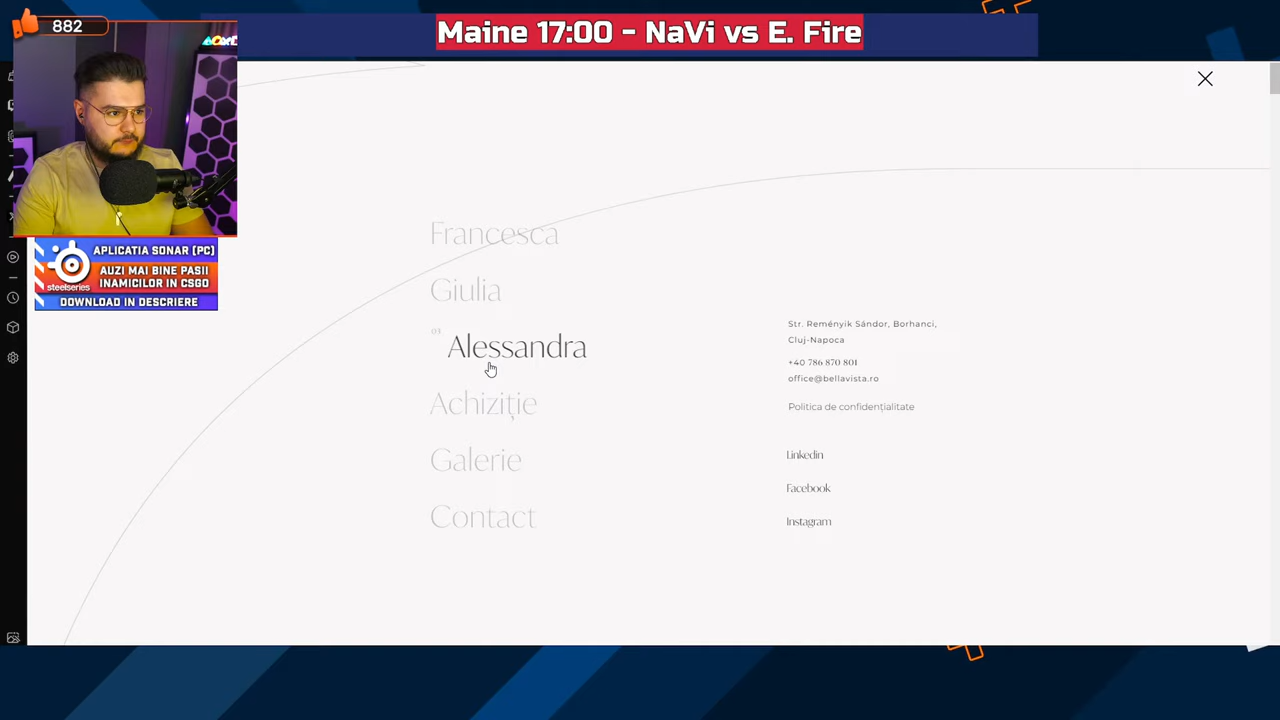 882
Maine 17:00 - NaVi vs E. Fire
APLICATIA SONAR (PC)
AUZI MAI BINE PASII
INAMICILOR IN CSGO
steelseries
DOWNLOAD IN DESCRIERE
Francesca
Giulia
03
Alessandra
Achiziție
Galerie
Contact
Str. Reményik Sándor, Borhanci,
Cluj-Napoca
+40 786 870 801
office@bellavista.ro
Politica de confidențialitate
Linkedin
Facebook
Instagram